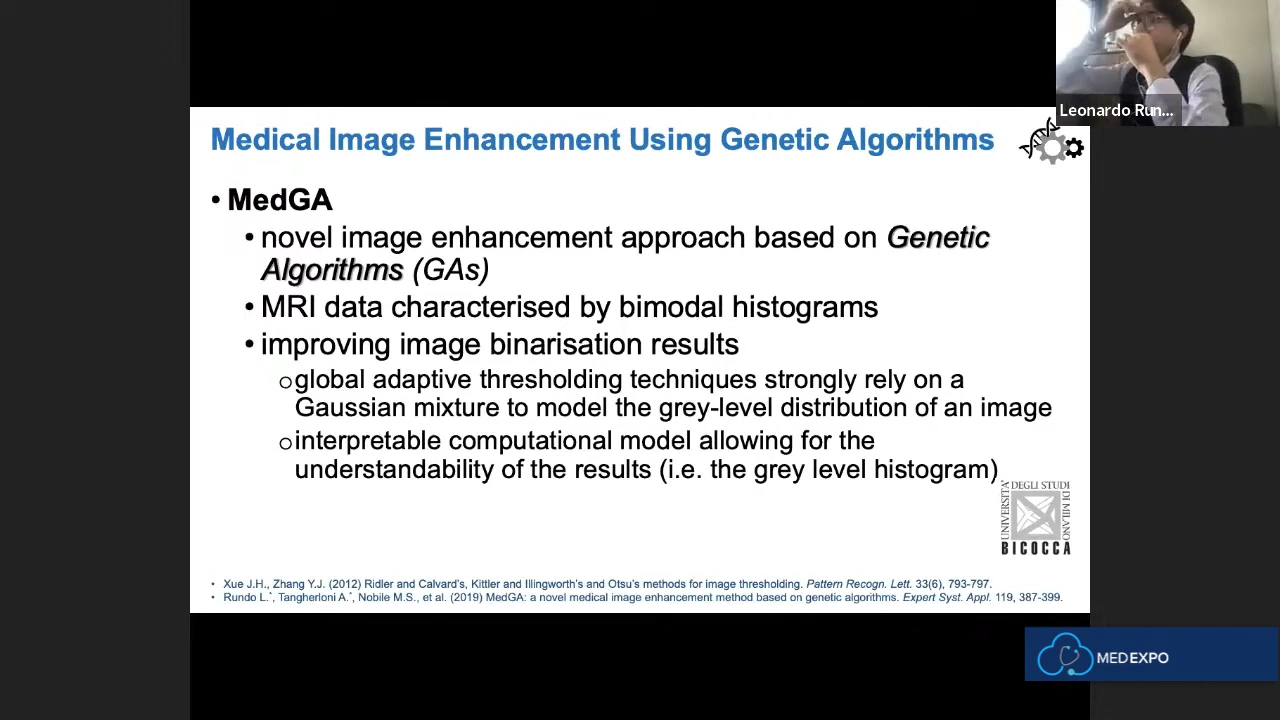 Leonardo Run...
Medical Image Enhancement Using Genetic Algorithms
• MedGA
• novel image enhancement approach based on Genetic
Algorithms (GAs)
• MRI data characterised by bimodal histograms
• improving image binarisation results
o global adaptive thresholding techniques strongly rely on a
Gaussian mixture to model the grey-level distribution of an image
o interpretable computational model allowing for the
understandability of the results (i.e. the grey level histogram)
UNIVERSITA' DEGLI STUDI DI MILANO
BICOCCA
• Xue J.H., Zhang Y.J. (2012) Ridler and Calvard's, Kittler and Illingworth's and Otsu's methods for image thresholding. Pattern Recogn. Lett. 33(6), 793-797.
• Rundo L.*, Tangherloni A.*, Nobile M.S., et al. (2019) MedGA: a novel medical image enhancement method based on genetic algorithms. Expert Syst. Appl. 119, 387-399.
MEDEXPO